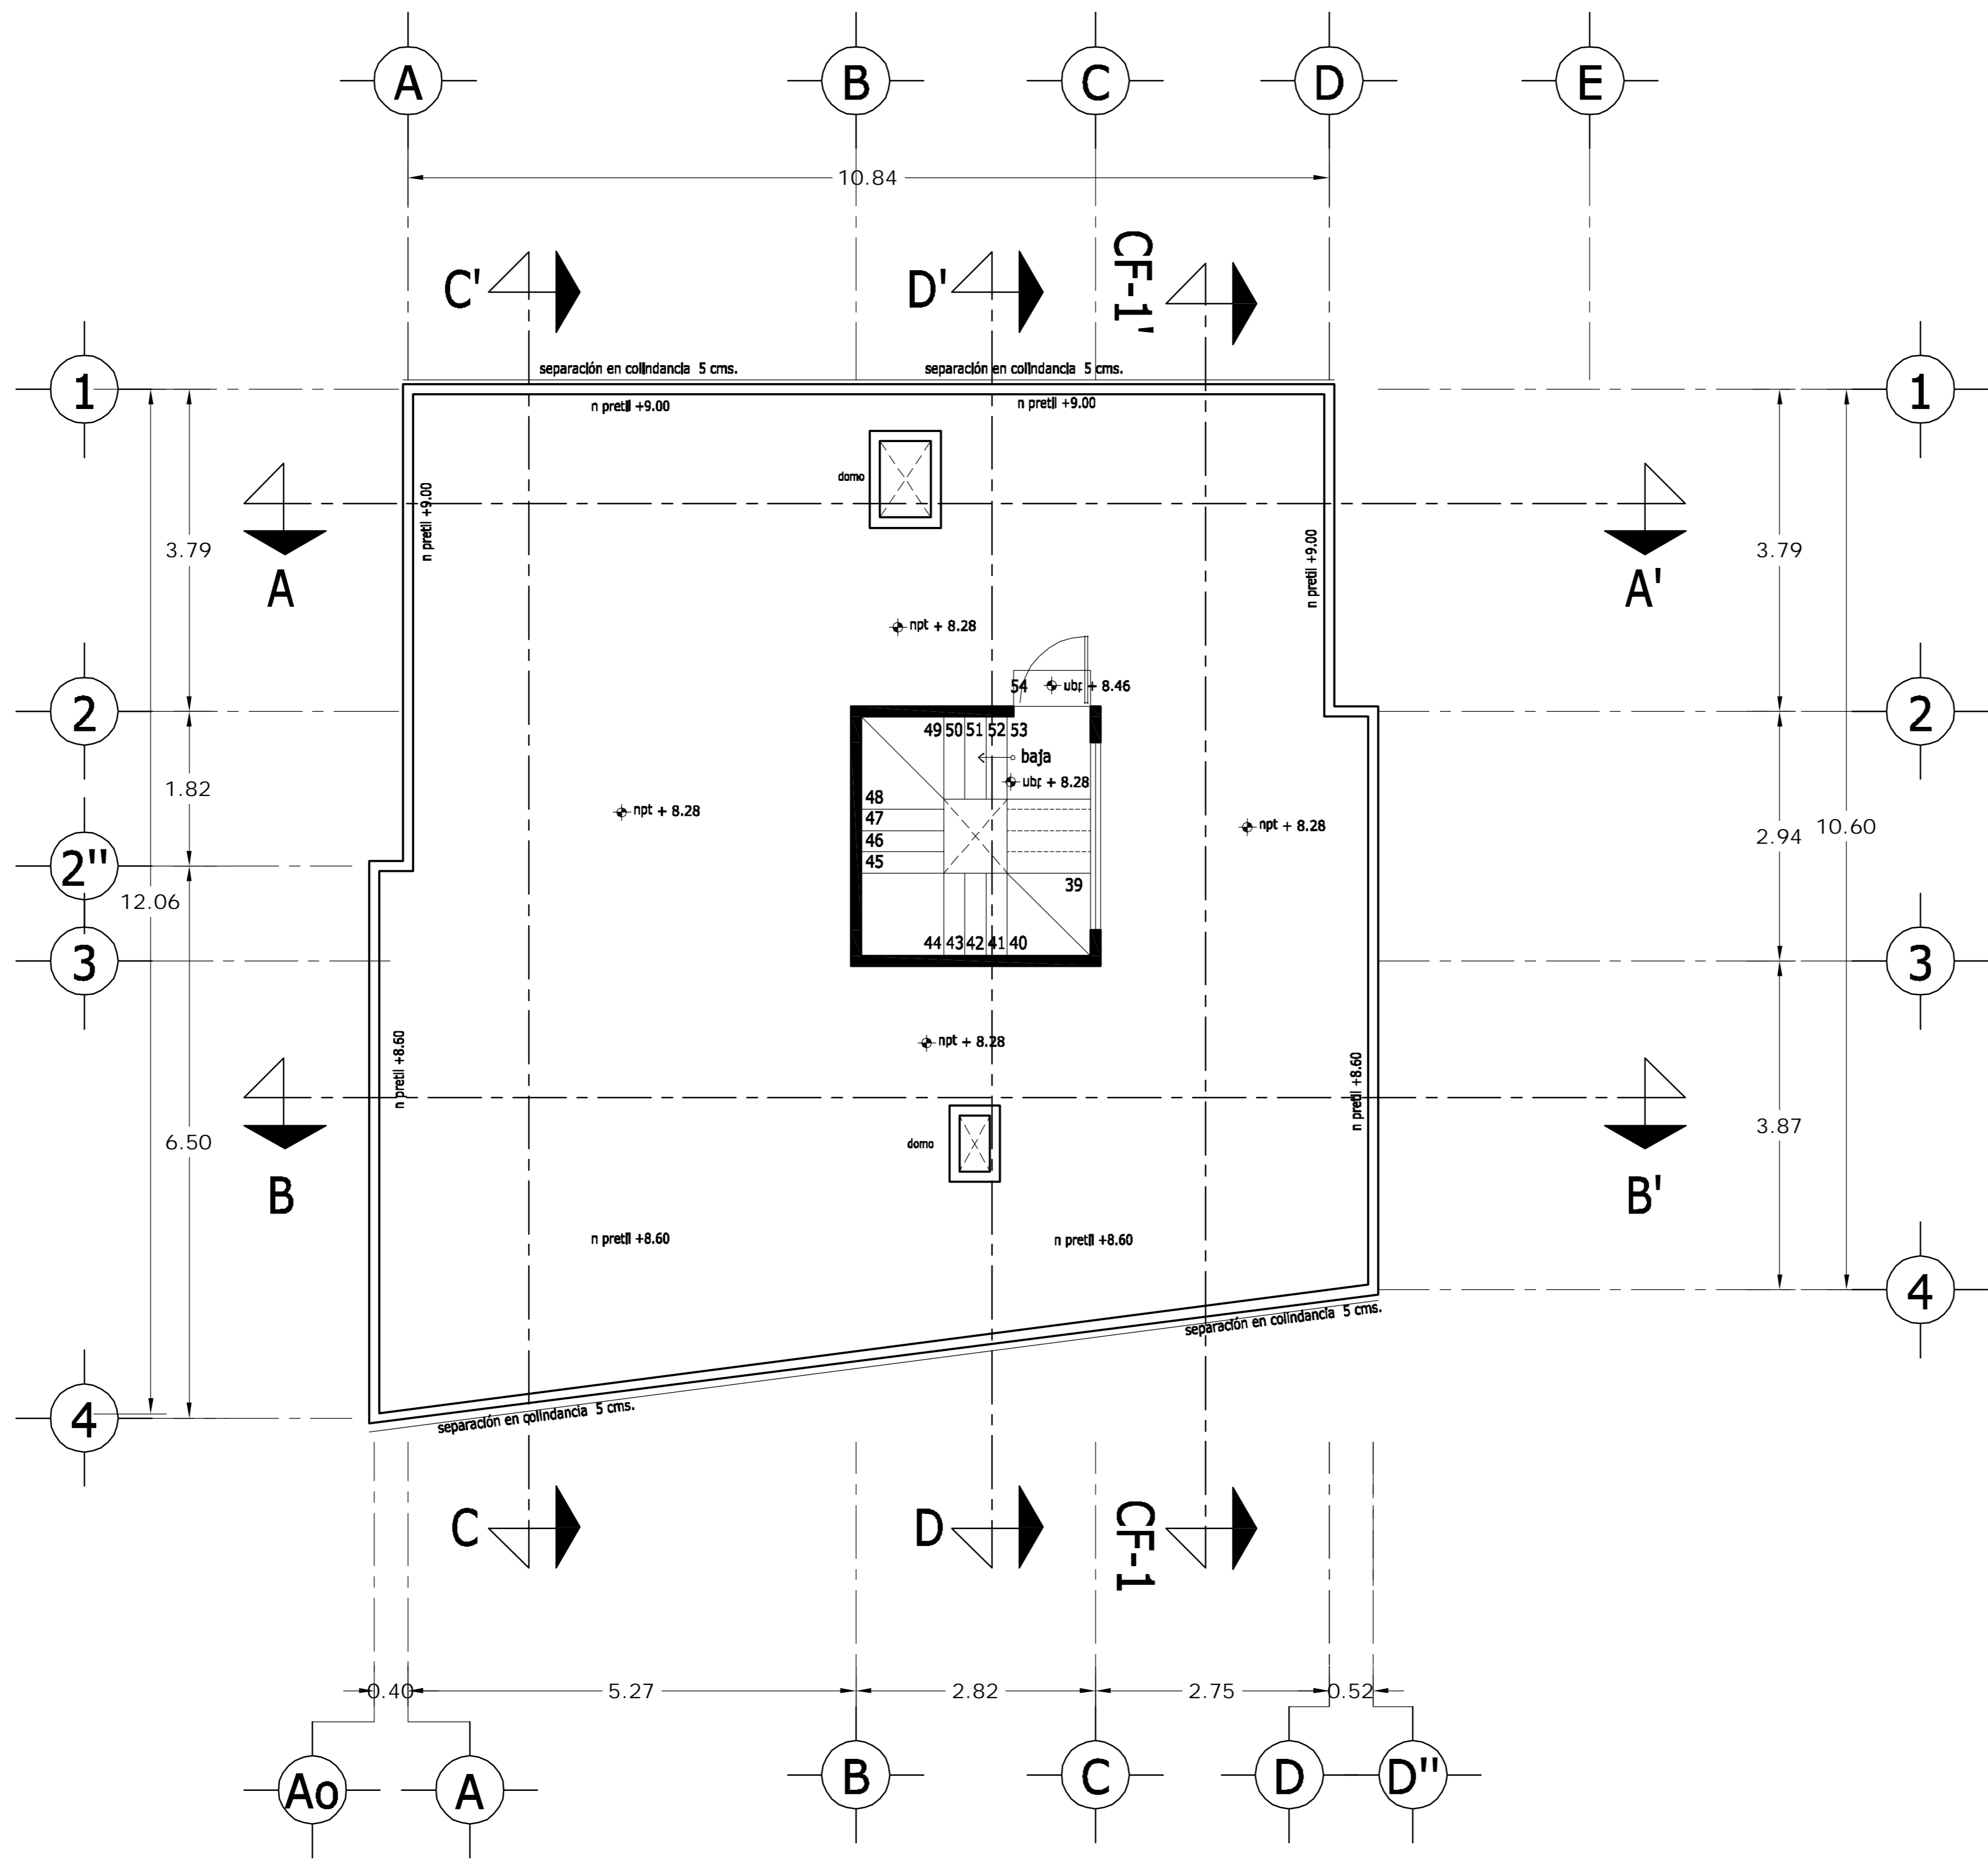 A B C D E
10.84
C' D' CF-1'
separación en colindancia 5 cms. separación en colindancia 5 cms.
1 1
n pretil +9.00 n pretil +9.00
domo
n pretil +9.00
n pretil +9.00
3.79 3.79
A A'
npt + 8.28
54 npt + 8.46
2 2
49 50 51 52 53
baja
npt + 8.28
1.82
48
npt + 8.28
47
npt + 8.28
10.60
2.94
46
45
2''
39
12.06
44 43 42 41 40
3 3
npt + 8.28
n pretil +8.60
n pretil +8.60
3.87
6.50
domo
B B'
n pretil +8.60 n pretil +8.60
4
separación en colindancia 5 cms.
separación en colindancia 5 cms.
4
C D CF-1
0.40 5.27 2.82 2.75 0.52
Ao A B C D D''